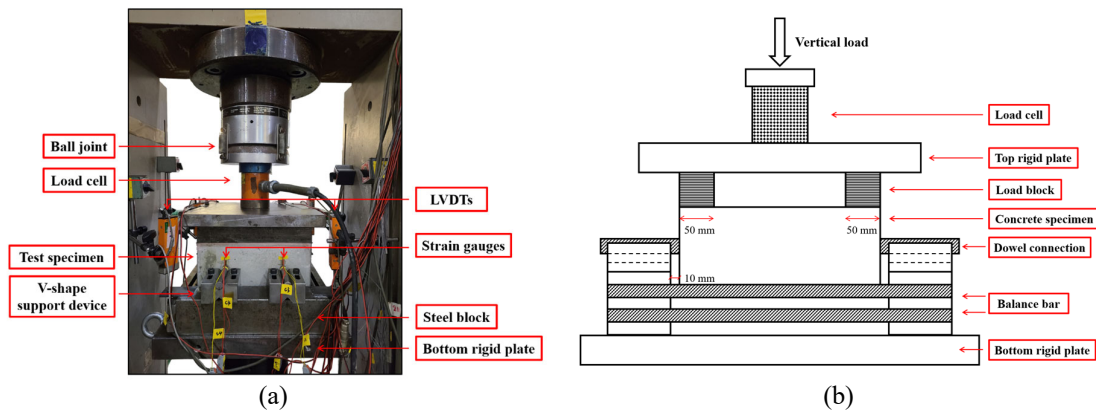 Ball joint
Load cell
LVDTs
Test specimen
Strain gauges
V-shape
support device
Steel block
Bottom rigid plate
(a)
Vertical load
Load cell
Top rigid plate
Load block
Concrete specimen
50 mm
50 mm
Dowel connection
10 mm
Balance bar
Bottom rigid plate
(b)